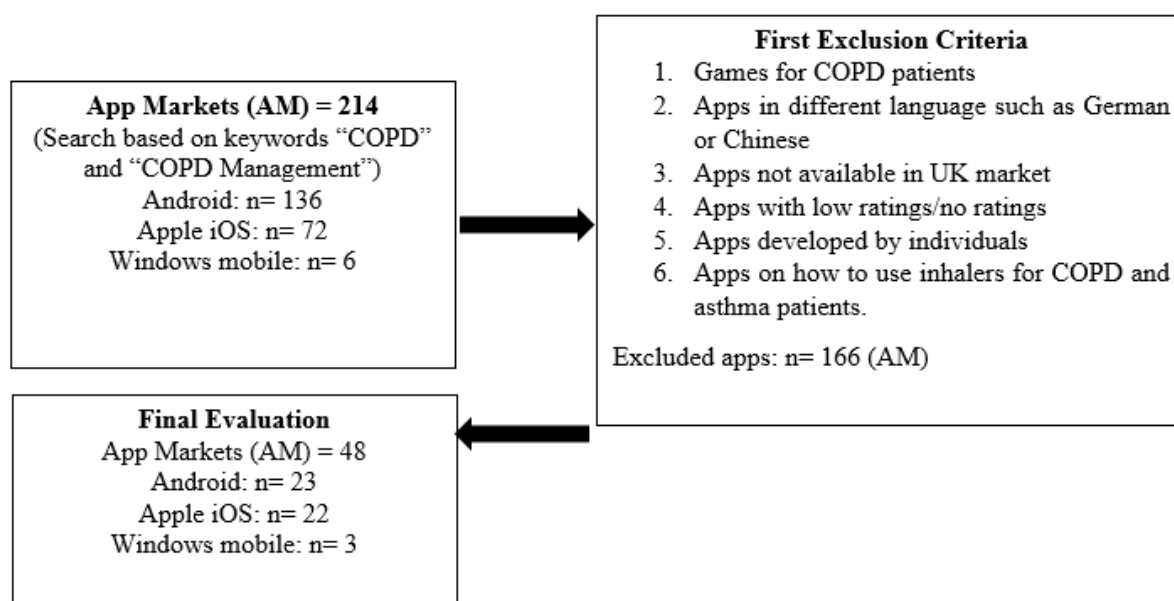 App Markets (AM) = 214
(Search based on keywords “COPD”
and “COPD Management”)
Android: n= 136
Apple iOS: n= 72
Windows mobile: n= 6
First Exclusion Criteria
1. Games for COPD patients
2. Apps in different language such as German
or Chinese
3. Apps not available in UK market
4. Apps with low ratings/no ratings
5. Apps developed by individuals
6. Apps on how to use inhalers for COPD and
asthma patients.
Excluded apps: n= 166 (AM)
Final Evaluation
App Markets (AM) = 48
Android: n= 23
Apple iOS: n= 22
Windows mobile: n= 3